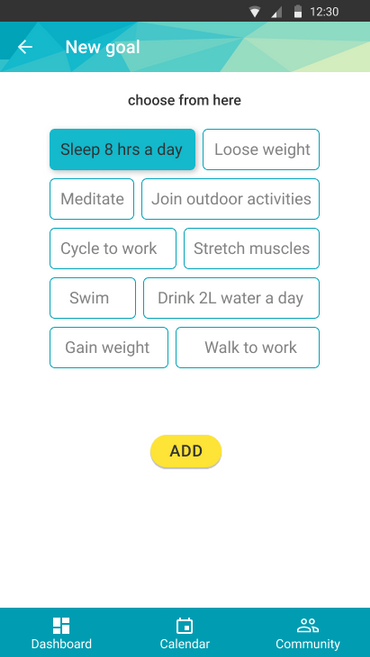 12:30
New goal
choose from here
Sleep 8 hrs a day
Loose weight
Meditate
Join outdoor activities
Cycle to work
Stretch muscles
Swim
Drink 2L water a day
Gain weight
Walk to work
ADD
Dashboard
Calendar
Community